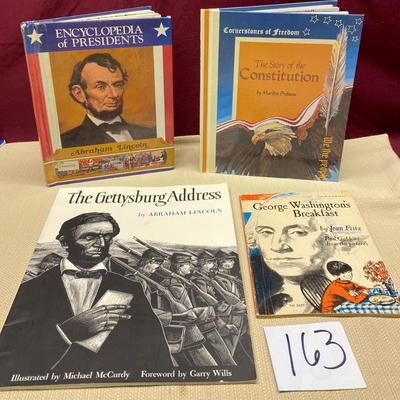 ENCYCLOPEDIA
of PRESIDENTS
Abraham Lincoln
Cornerstones of Freedom
The Story of the
Constitution
by Marilyn Prolman
We the people
The Gettysburg Address
by ABRAHAM LINCOLN
Illustrated by Michael McCurdy Foreword by Garry Wills
George Washington's
Breakfast
by Jean Fritz
163